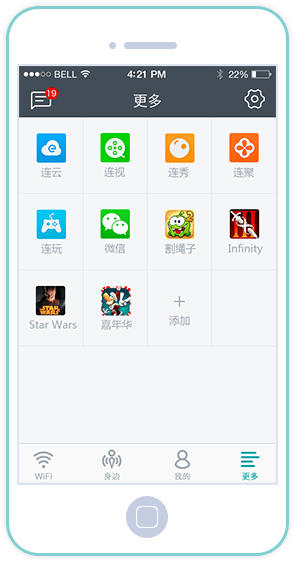 BELL 4:21 PM 22%
19
更多
连云 连视 连秀 连聚
连玩 微信 割绳子 Infinity
STAR WARS
Star Wars 嘉年华 添加
WiFi 身边 我的 更多